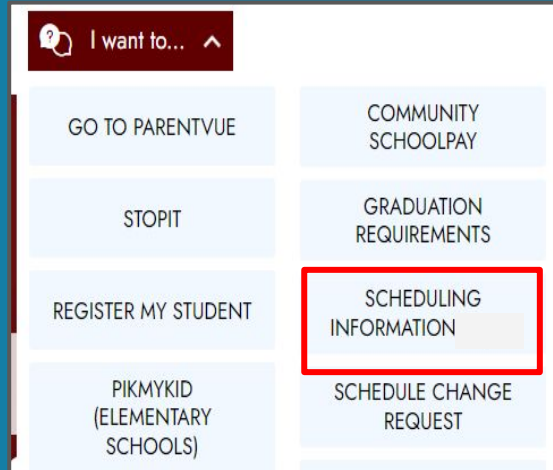 I want to...
GO TO PARENTVUE
COMMUNITY
SCHOOLPAY
STOPIT
GRADUATION
REQUIREMENTS
REGISTER MY STUDENT
SCHEDULING
INFORMATION
PIKMYKID
(ELEMENTARY
SCHOOLS)
SCHEDULE CHANGE
REQUEST